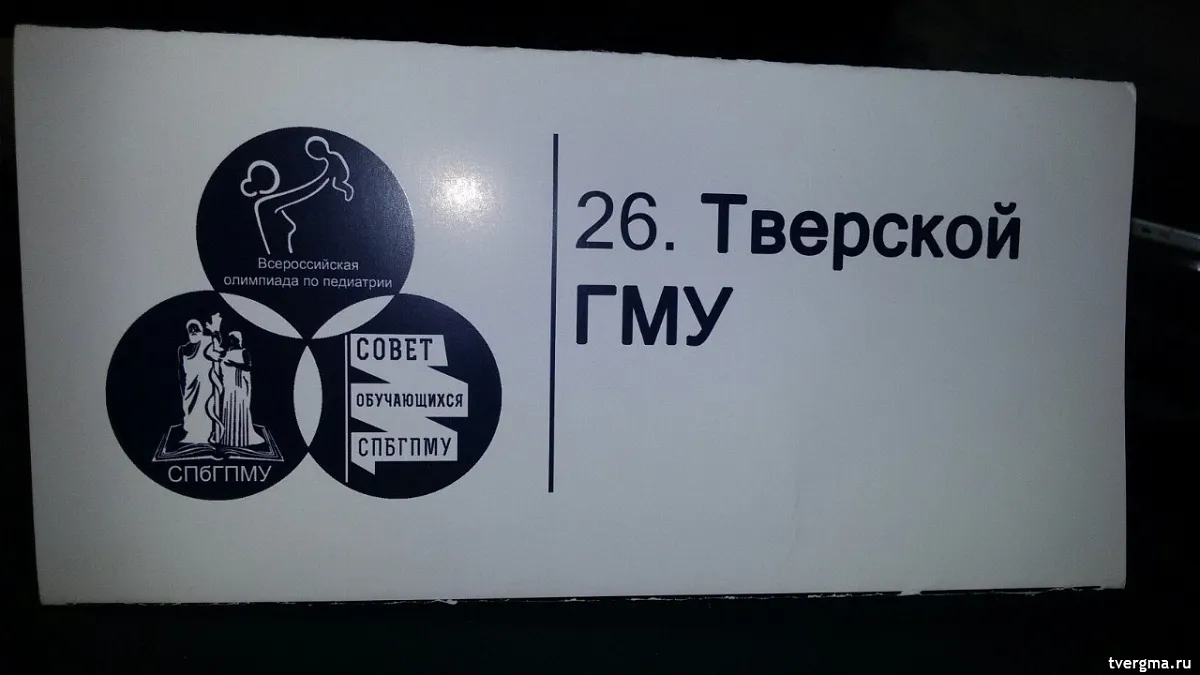 Всероссийская
олимпиада по педиатрии
СПбГПМУ
СОВЕТ
ОБУЧАЮЩИХСЯ
СПБГПМУ
26. Тверской
ГМУ
tvergma.ru